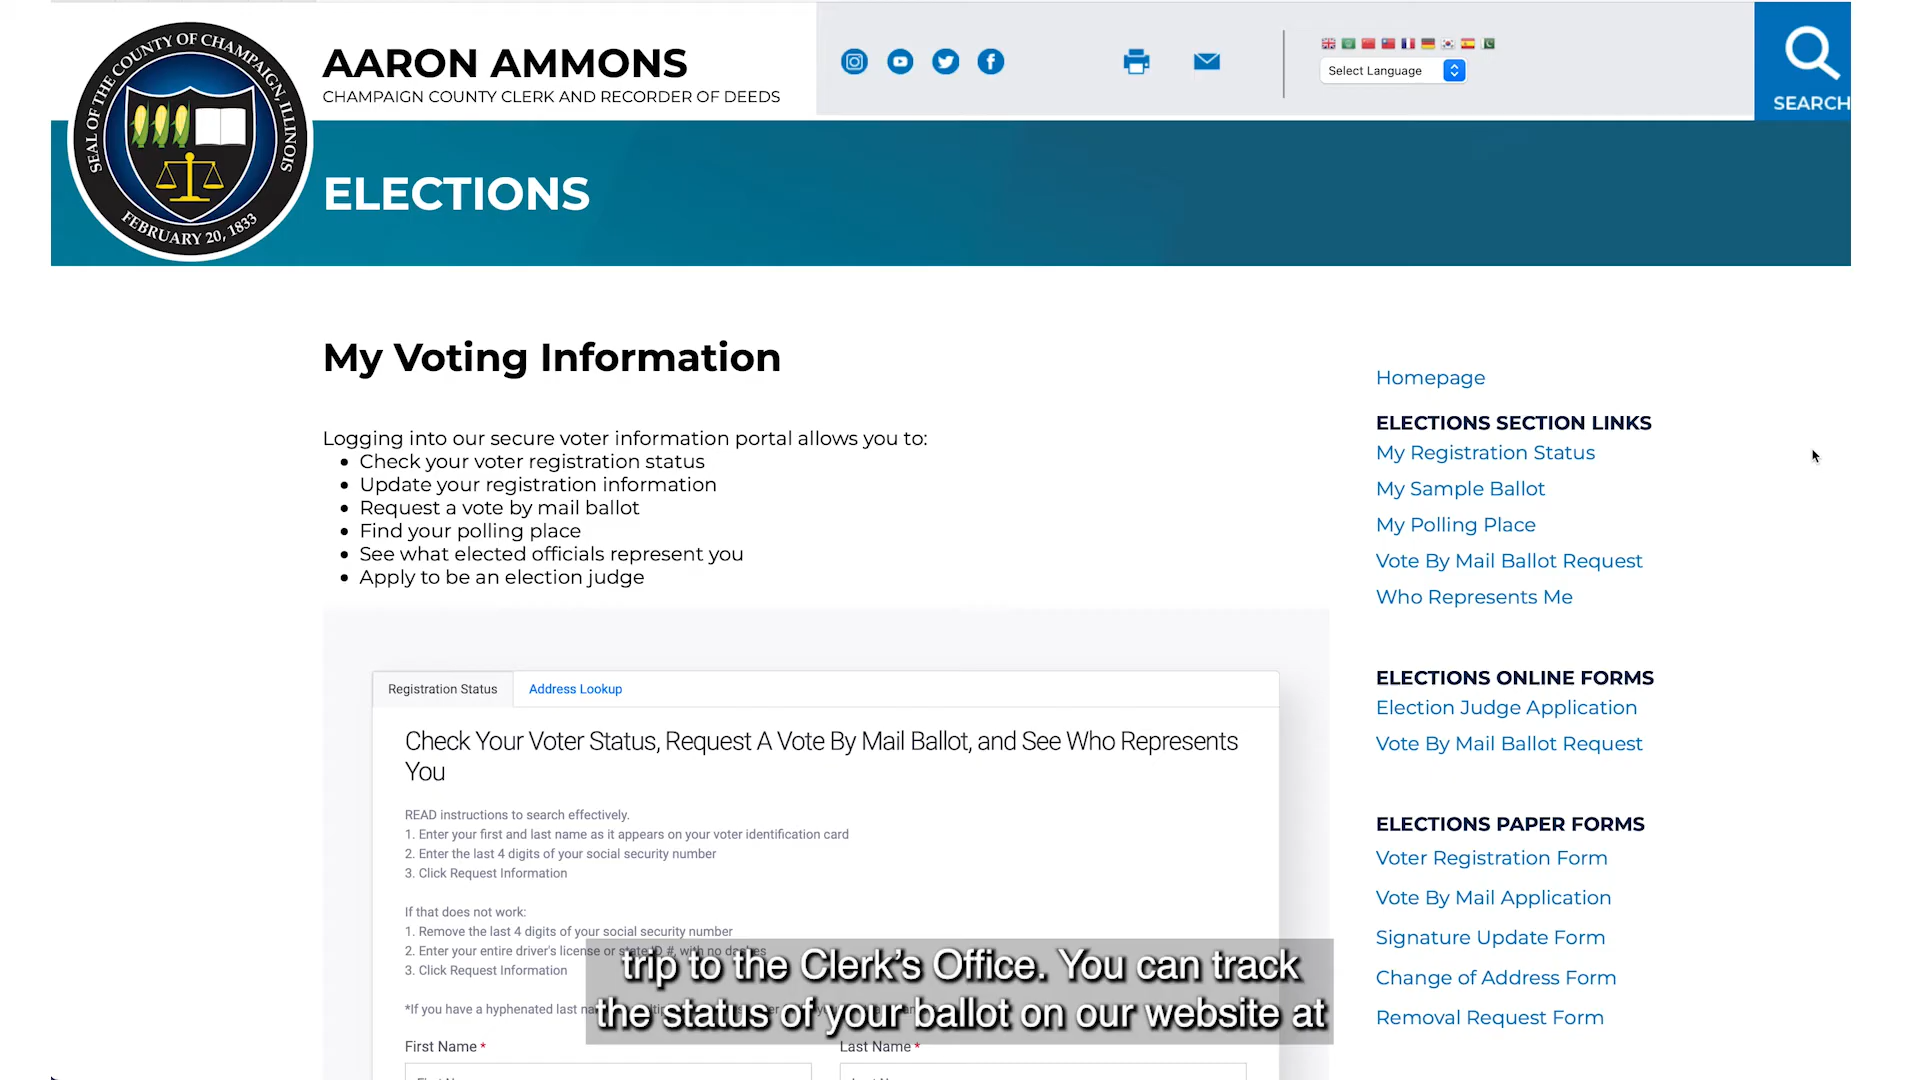 SEAL OF THE COUNTY OF CHAMPAIGN, ILLINOIS
FEBRUARY 20, 1833
AARON AMMONS
CHAMPAIGN COUNTY CLERK AND RECORDER OF DEEDS
Select Language
SEARCH
ELECTIONS
My Voting Information
Logging into our secure voter information portal allows you to:
Check your voter registration status
Update your registration information
Request a vote by mail ballot
Find your polling place
See what elected officials represent you
Apply to be an election judge
Homepage
ELECTIONS SECTION LINKS
My Registration Status
My Sample Ballot
My Polling Place
Vote By Mail Ballot Request
Who Represents Me
ELECTIONS ONLINE FORMS
Election Judge Application
Vote By Mail Ballot Request
ELECTIONS PAPER FORMS
Voter Registration Form
Vote By Mail Application
Signature Update Form
Change of Address Form
Removal Request Form
Registration Status
Address Lookup
Check Your Voter Status, Request A Vote By Mail Ballot, and See Who Represents
You
READ instructions to search effectively.
1. Enter your first and last name as it appears on your voter identification card
2. Enter the last 4 digits of your social security number
3. Click Request Information
If that does not work:
1. Remove the last 4 digits of your social security number
2. Enter your entire driver's license or state ID #, with no dashes
3. Click Request Information
*If you have a hyphenated last
First Name *
Last Name *
trip to the Clerk's Office. You can track
the status of your ballot on our website at